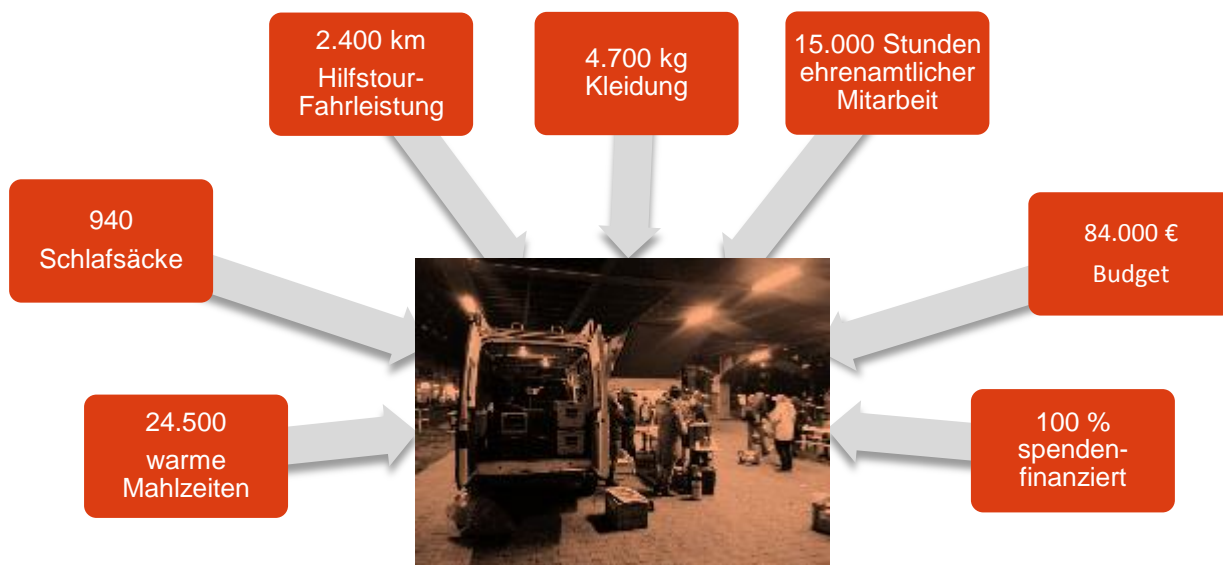 2.400 km
Hilfstour-
Fahrleistung
4.700 kg
Kleidung
15.000 Stunden
ehrenamtlicher
Mitarbeit
940
Schlafsäcke
84.000 €
Budget
24.500
warme
Mahlzeiten
100 %
spenden-
finanziert